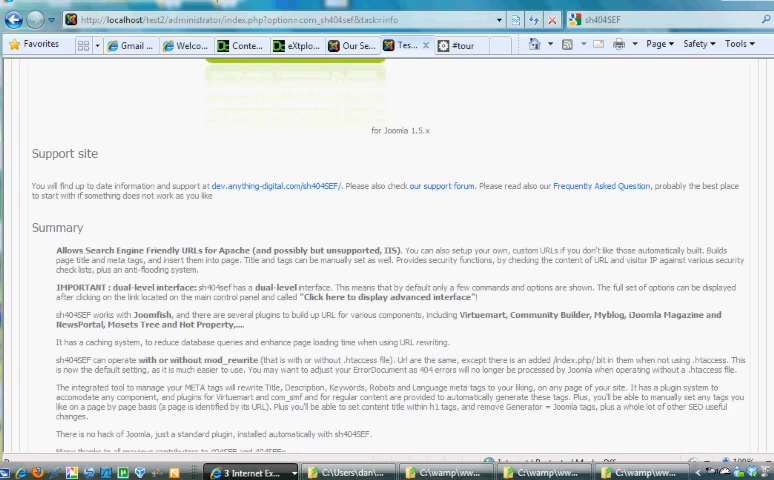 http://localhost/test2/administrator/index.php?option=com_sh404sef&task=info
sh404SEF
Favorites
Gmail ...
Welco...
Conte...
eXtplo...
Our Se...
Tes...
#tour
Page
Safety
Tools
for Joomla 1.5.x
Support site
You will find up to date information and support at dev.anything-digital.com/sh404SEF/. Please also check our support forum. Please read also our Frequently Asked Question, probably the best place
to start with if something does not work as you like
Summary
Allows Search Engine Friendly URLs for Apache (and possibly but unsupported, IIS). You can also setup your own, custom URLs if you don't like those automatically built. Builds
page title and meta tags, and insert them into page. Title and tags can be manually set as well. Provides security functions, by checking the content of URL and visitor IP against various security
check lists, plus an anti-flooding system.
IMPORTANT : dual-level interface: sh404sef has a dual-level interface. This means that by default only a few commands and options are shown. The full set of options can be displayed
after clicking on the link located on the main control panel and called "Click here to display advanced interface"!
sh404SEF works with Joomfish, and there are several plugins to build up URL for various components, including Virtuemart, Community Builder, Myblog, iJoomla Magazine and
NewsPortal, Mosets Tree and Hot Property,....
It has a caching system, to reduce database queries and enhance page loading time when using URL rewriting.
sh404SEF can operate with or without mod_rewrite (that is with or without .htaccess file). Url are the same, except there is an added /index.php/ bit in them when not using .htaccess. This
is now the default setting, as it is much easier to use. You may want to adjust your ErrorDocument as 404 errors will no longer be processed by Joomla when operating without a .htaccess file.
The integrated tool to manage your META tags will rewrite Title, Description, Keywords, Robots and Language meta tags to your liking, on any page of your site. It has a plugin system to
accomodate any component, and plugins for Virtuemart and com_smf and for regular content are provided to automatically generate these tags. Plus, you'll be able to manually set any tags you
like on a page by page basis (a page is identified by its URL). Plus you'll be able to set content title within h1 tags, and remove Generator = Joomla tags, plus a whole lot of other SEO useful
changes.
There is no hack of Joomla, just a standard plugin, installed automatically with sh404SEF.
Many thanks to all previous contributors to 404SEF and 404SEFx
3 Internet Ex...
C:\Users\dan...
C:\wamp\ww...
C:\wamp\ww...
C:\wamp\ww...